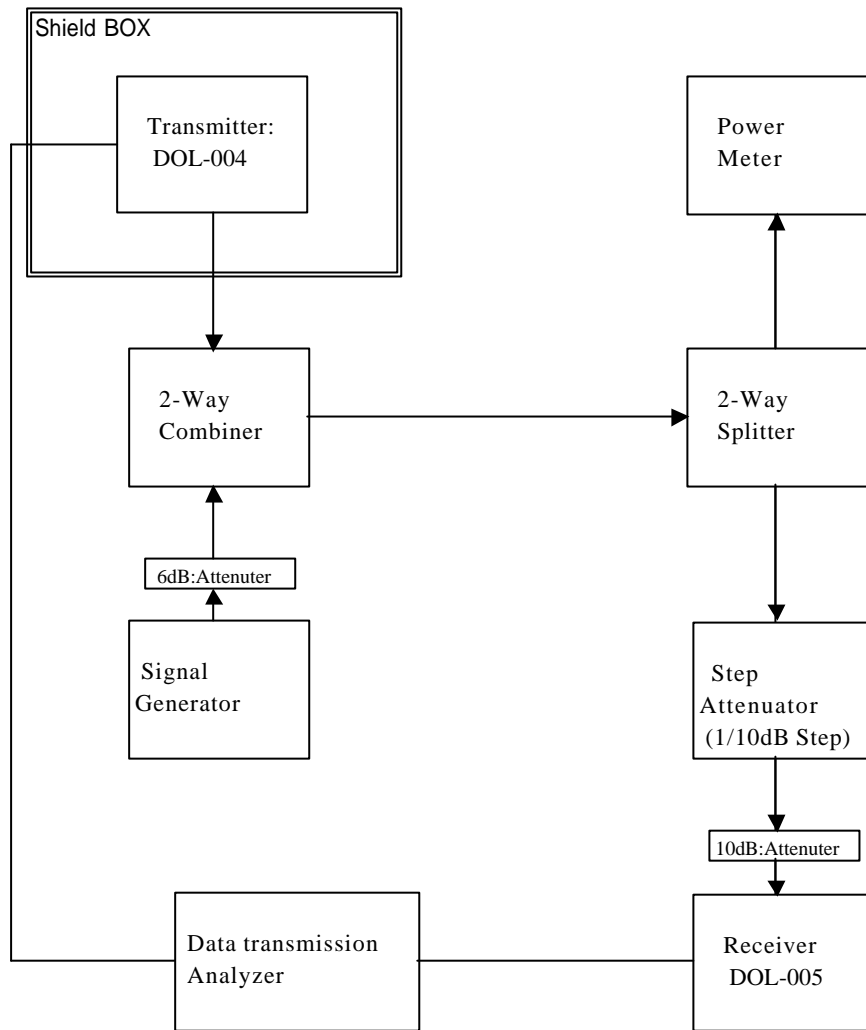 Shield BOX
Transmitter:
DOL-004
Power
Meter
2-Way
Combiner
2-Way
Splitter
6dB:Attenuter
Signal
Generator
Step
Attenuator
(1/10dB Step)
10dB:Attenuter
Data transmission
Analyzer
Receiver
DOL-005